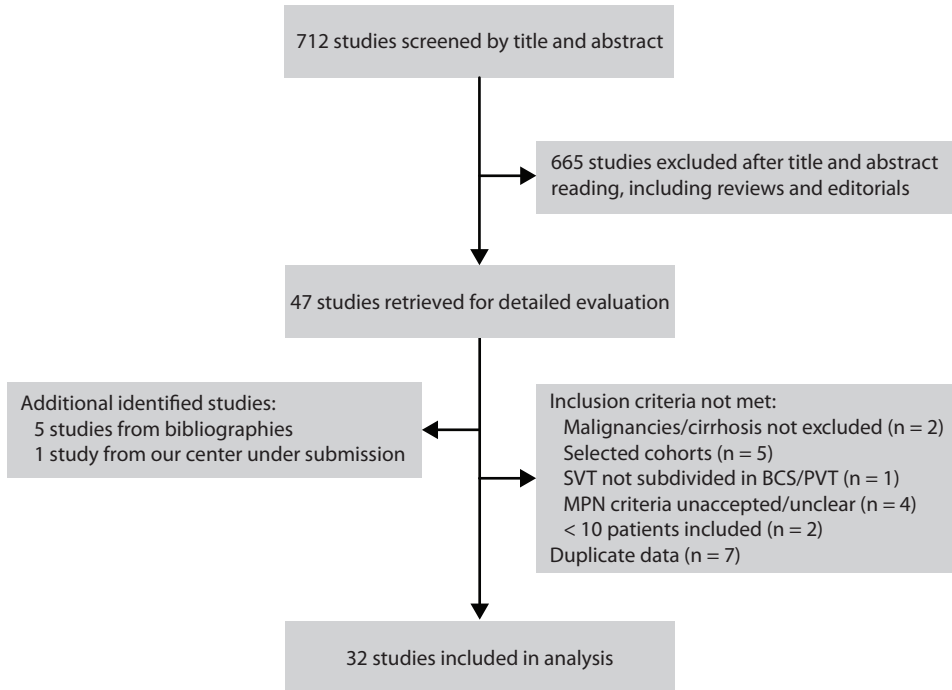 712 studies screened by title and abstract
665 studies excluded after title and abstract
reading, including reviews and editorials
47 studies retrieved for detailed evaluation
Additional identified studies:
5 studies from bibliographies
1 study from our center under submission
Inclusion criteria not met:
Malignancies/cirrhosis not excluded (n = 2)
Selected cohorts (n = 5)
SVT not subdivided in BCS/PVT (n = 1)
MPN criteria unaccepted/unclear (n = 4)
< 10 patients included (n = 2)
Duplicate data (n = 7)
32 studies included in analysis